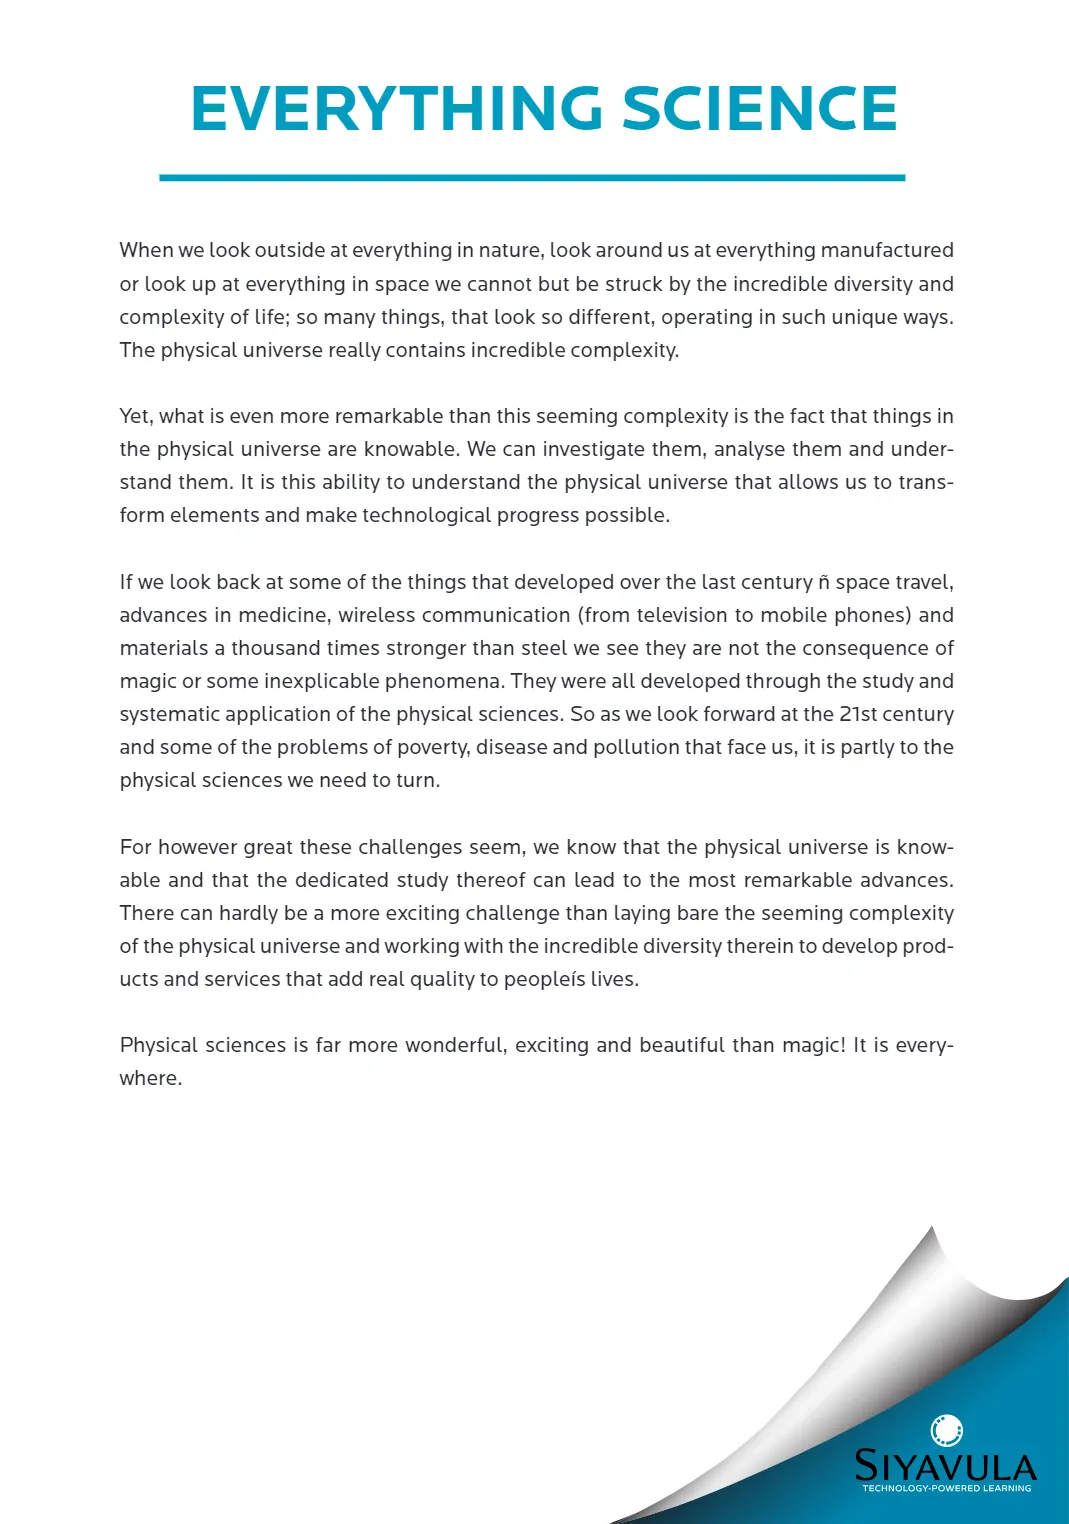 EVERYTHING SCIENCE
When we look outside at everything in nature, look around us at everything manufactured
or look up at everything in space we cannot but be struck by the incredible diversity and
complexity of life; so many things, that look so different, operating in such unique ways.
The physical universe really contains incredible complexity.
Yet, what is even more remarkable than this seeming complexity is the fact that things in
the physical universe are knowable. We can investigate them, analyse them and under-
stand them. It is this ability to understand the physical universe that allows us to trans-
form elements and make technological progress possible.
If we look back at some of the things that developed over the last century ñ space travel,
advances in medicine, wireless communication (from television to mobile phones) and
materials a thousand times stronger than steel we see they are not the consequence of
magic or some inexplicable phenomena. They were all developed through the study and
systematic application of the physical sciences. So as we look forward at the 21st century
and some of the problems of poverty, disease and pollution that face us, it is partly to the
physical sciences we need to turn.
For however great these challenges seem, we know that the physical universe is know-
able and that the dedicated study thereof can lead to the most remarkable advances.
There can hardly be a more exciting challenge than laying bare the seeming complexity
of the physical universe and working with the incredible diversity therein to develop prod-
ucts and services that add real quality to peopleís lives.
Physical sciences is far more wonderful, exciting and beautiful than magic! It is every-
where.
SIYAVULA
TECHNOLOGY-POWERED LEARNING